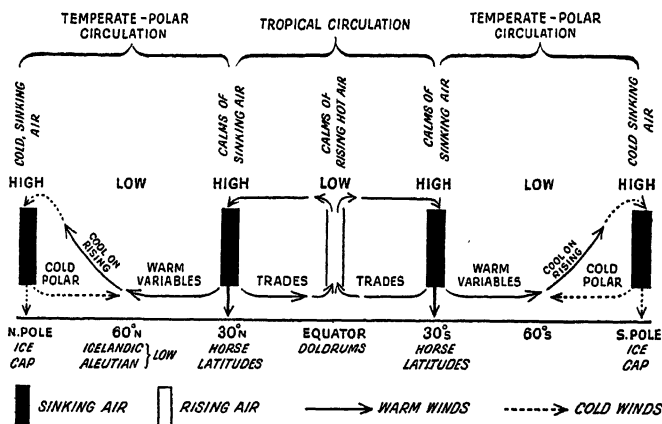 TEMPERATE-POLAR
CIRCULATION
TROPICAL CIRCULATION
TEMPERATE-POLAR
CIRCULATION
COLD, SINKING
AIR
CALMS OF
SINKING AIR
CALMS OF
RISING HOT AIR
CALMS OF
SINKING AIR
COLD SINKING
AIR
HIGH LOW HIGH LOW HIGH LOW HIGH
COOL ON
RISING
COLD
POLAR
WARM
VARIABLES
TRADES
TRADES
WARM
VARIABLES
COOL ON
RISING
COLD
POLAR
N.POLE 60°N 30°N EQUATOR 30°S 60°S S.POLE
ICE
CAP
ICELANDIC
ALEUTIAN } LOW
HORSE
LATITUDES
DOLDRUMS
HORSE
LATITUDES
ICE
CAP
SINKING AIR
RISING AIR
WARM WINDS
COLD WINDS